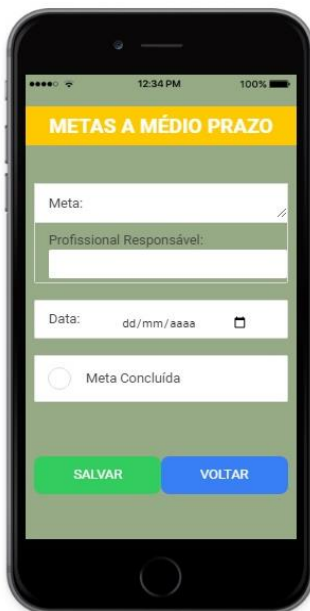 12:34 PM 100%
METAS A MÉDIO PRAZO
Meta:
Profissional Responsável:
Data: dd/mm/aaaa
Meta Concluída
SALVAR VOLTAR